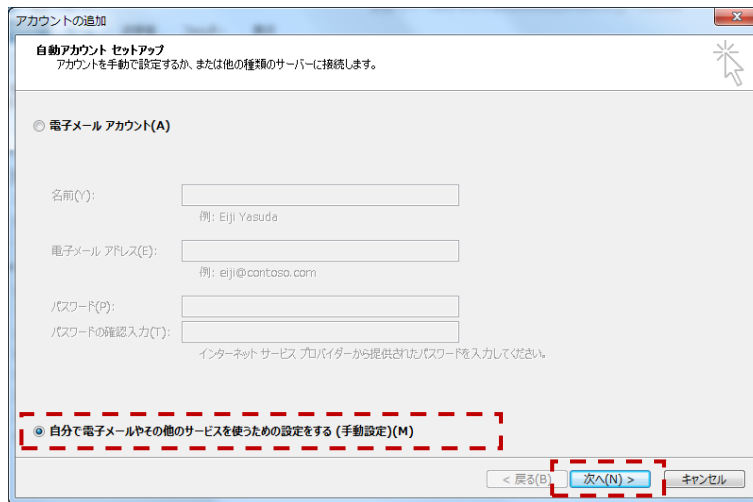 アカウントの追加
自動アカウント セットアップ
アカウントを手動で設定するか、または他の種類のサーバーに接続します。
電子メール アカウント(A)
名前(Y):
例: Eiji Yasuda
電子メール アドレス(E):
例: eiji@contoso.com
パスワード(P):
パスワードの確認入力(T):
インターネット サービス プロバイダーから提供されたパスワードを入力してください。
自分で電子メールやその他のサービスを使うための設定をする (手動設定)(M)
< 戻る(B)
次へ(N) >
キャンセル